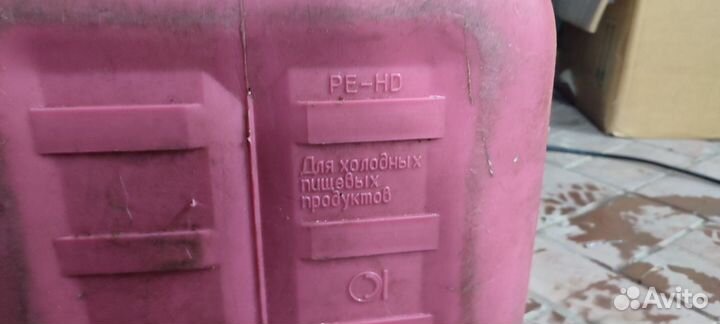 PE-HD
Для холодных
пищевых
продуктов
Avito